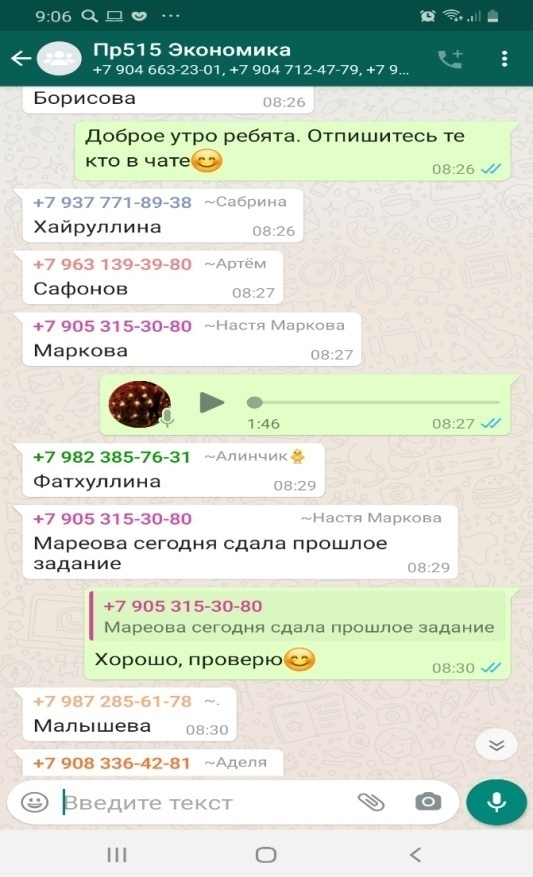 9:06
Пр515 Экономика
+7 904 663-23-01, +7 904 712-47-79, +7 9...
Борисова 08:26
Доброе утро ребята. Отпишитесь те
кто в чате😊 08:26
+7 937 771-89-38 ~Сабрина
Хайруллина 08:26
+7 963 139-39-80 ~Артём
Сафонов 08:27
+7 905 315-30-80 ~Настя Маркова
Маркова 08:27
1:46 08:27
+7 982 385-76-31 ~Алинчик🐥
Фатхуллина 08:29
+7 905 315-30-80 ~Настя Маркова
Мареова сегодня сдала прошлое
задание 08:29
+7 905 315-30-80
Мареова сегодня сдала прошлое задание
Хорошо, проверю😊 08:30
+7 987 285-61-78 ~.
Малышева 08:30
+7 908 336-42-81 ~Аделя
Введите текст